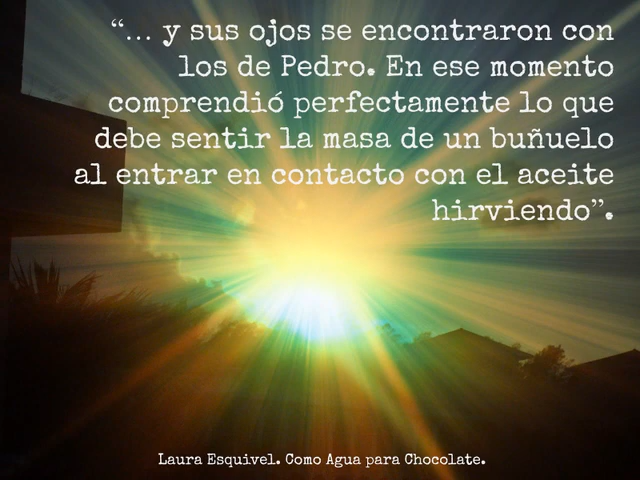 “... y sus ojos se encontraron con
los de Pedro. En ese momento
comprendió perfectamente lo que
debe sentir la masa de un buñuelo
al entrar en contacto con el aceite
hirviendo”.
Laura Esquivel. Como Agua para Chocolate.